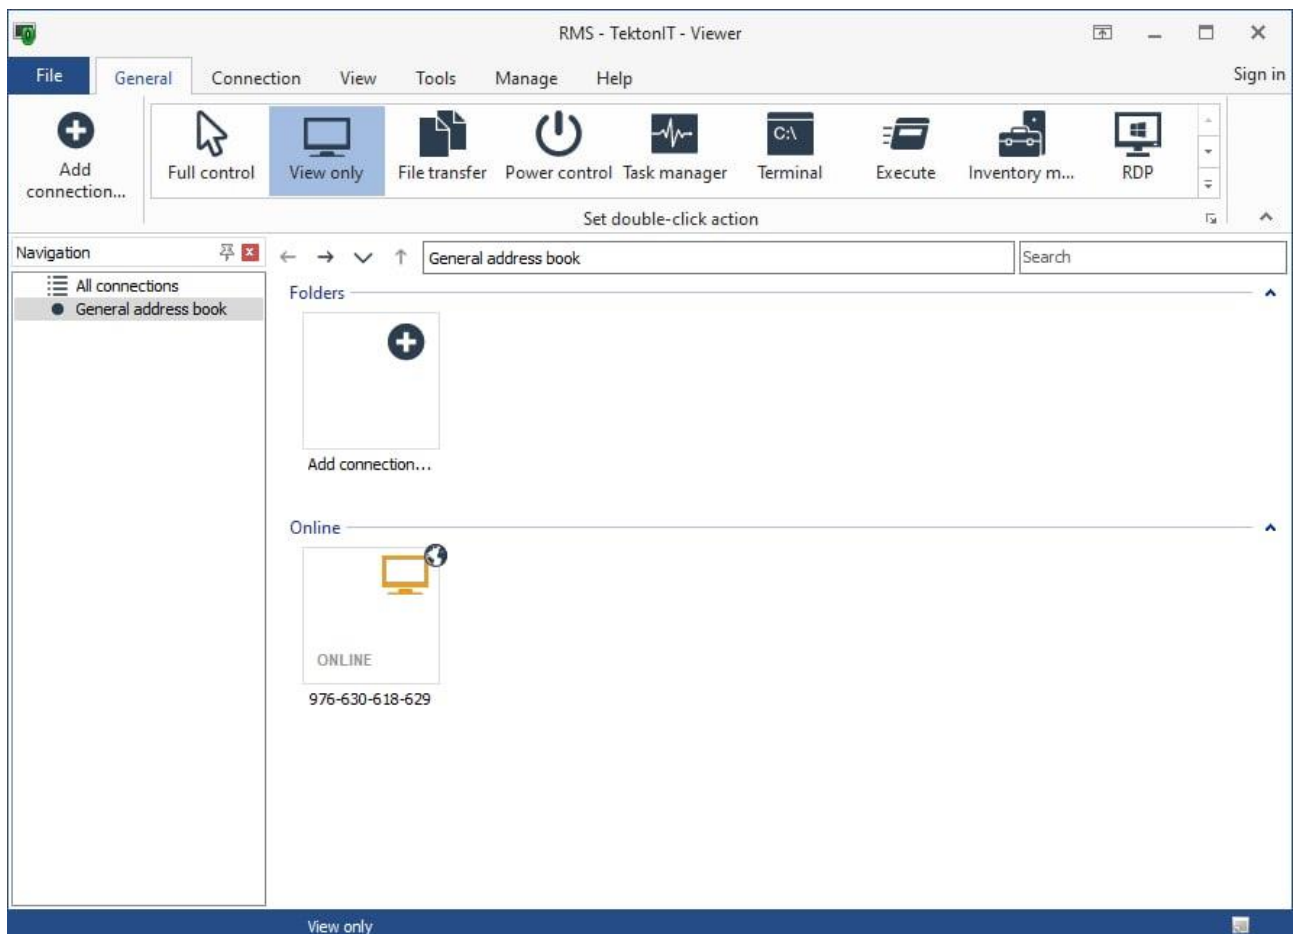 RMS - TektonIT - Viewer
File General Connection View Tools Manage Help Sign in
Add connection...
Full control
View only
File transfer
Power control
Task manager
C:\
Terminal
Execute
Inventory m...
RDP
Set double-click action
Navigation
All connections
General address book
General address book
Search
Folders
Add connection...
Online
ONLINE
976-630-618-629
View only